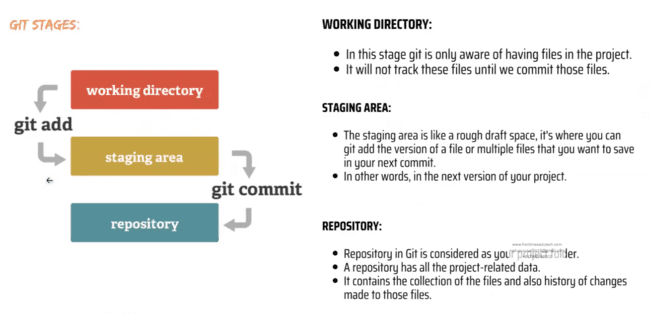 GIT STAGES:
working directory
git add
staging area
git commit
repository
WORKING DIRECTORY:
• In this stage git is only aware of having files in the project.
• It will not track these files until we commit those files.
STAGING AREA:
• The staging area is like a rough draft space, it's where you can
git add the version of a file or multiple files that you want to save
in your next commit.
• In other words, in the next version of your project.
REPOSITORY:
• Repository in Git is considered as your project folder.
• A repository has all the project-related data.
• It contains the collection of the files and also history of changes
made to those files.